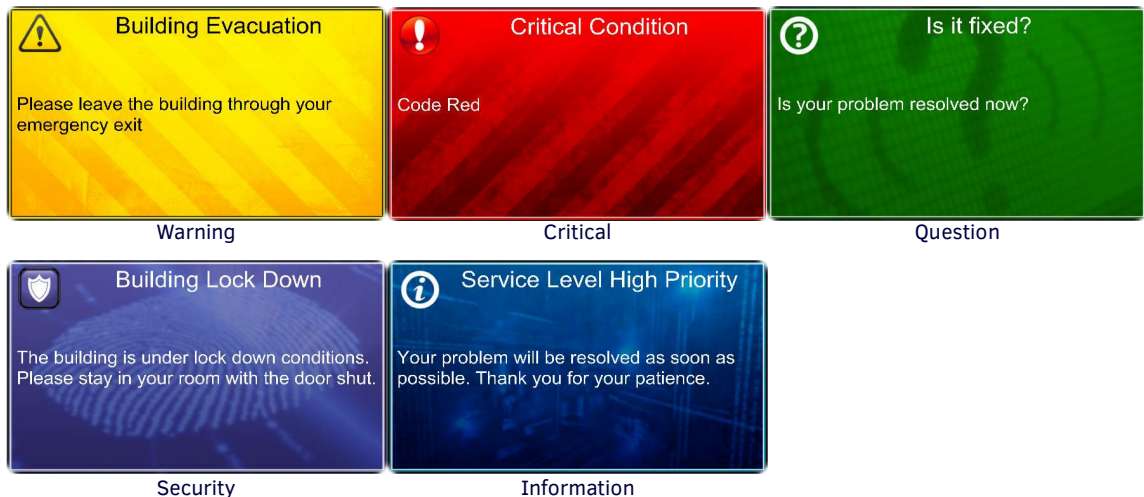 Building Evacuation
Please leave the building through your
emergency exit
Warning
Critical Condition
Code Red
Critical
Is it fixed?
Is your problem resolved now?
Question
Building Lock Down
The building is under lock down conditions.
Please stay in your room with the door shut.
Security
Service Level High Priority
Your problem will be resolved as soon as
possible. Thank you for your patience.
Information